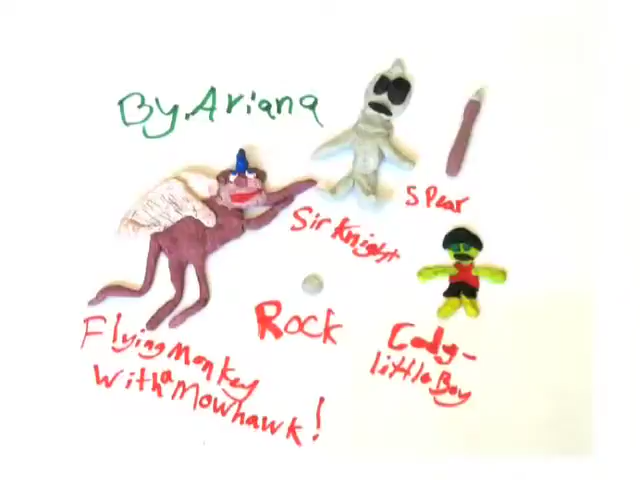 By. Ariana
Spear
Sir Knight
Rock
Cody-
little Boy
Flying Monkey
With a Mowhawk!